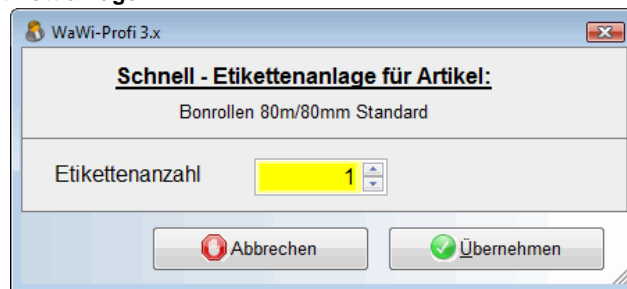 WaWi-Profi 3.x
Schnell - Etikettenanlage für Artikel:
Bonrollen 80m/80mm Standard
Etikettenanzahl 1
Abbrechen Übernehmen